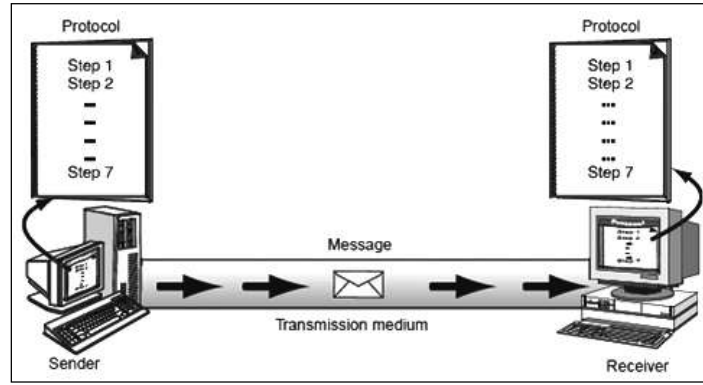 Protocol
Step 1
Step 2
Step 7
Protocol
Step 1
Step 2
Step 7
Message
Transmission medium
Sender
Receiver